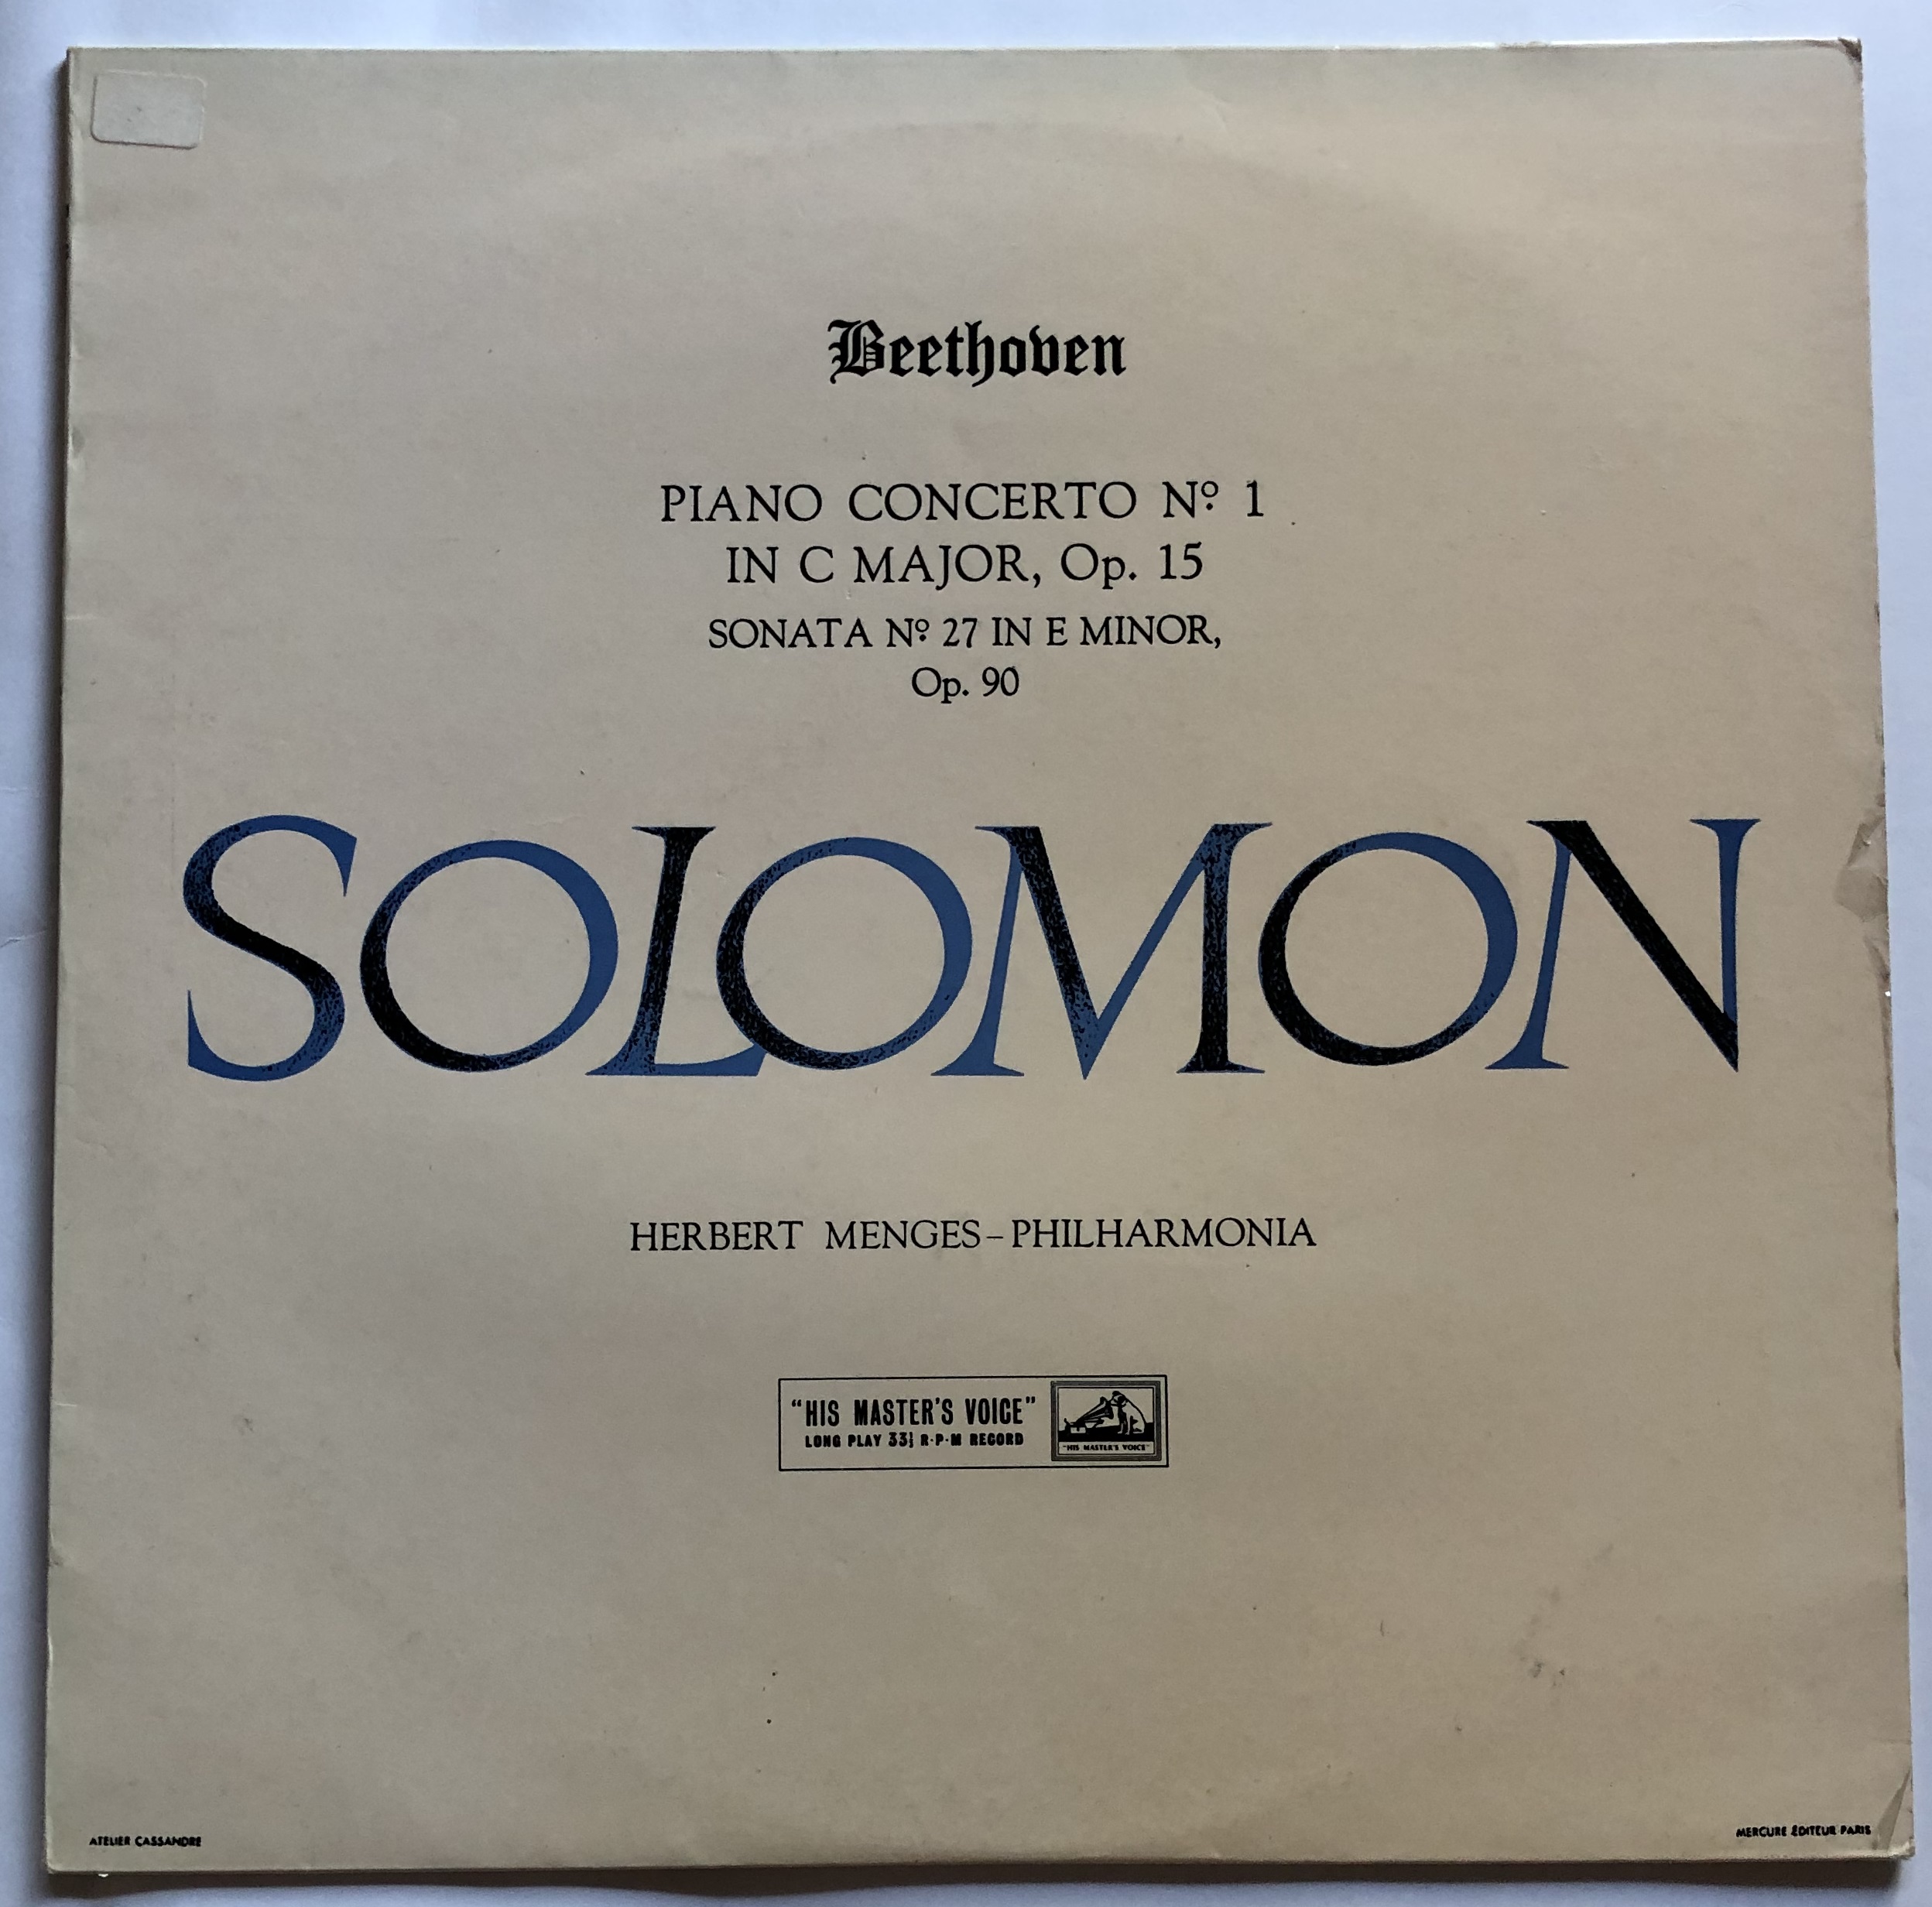 Beethoven
PIANO CONCERTO Nº 1
IN C MAJOR, Op. 15
SONATA Nº 27 IN E MINOR,
Op. 90
SOLOMON
HERBERT MENGES – PHILHARMONIA
"HIS MASTER'S VOICE"
LONG PLAY 33⅓ R·P·M RECORD
"HIS MASTER'S VOICE"
ATELIER CASSANDRE
MERCURE ÉDITEUR PARIS